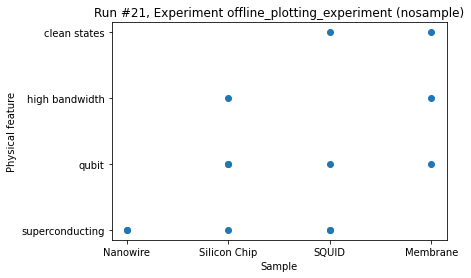 Run #21, Experiment offline_plotting_experiment (nosample)
clean states
high bandwidth
qubit
superconducting
Physical feature
Nanowire
Silicon Chip
SQUID
Membrane
Sample